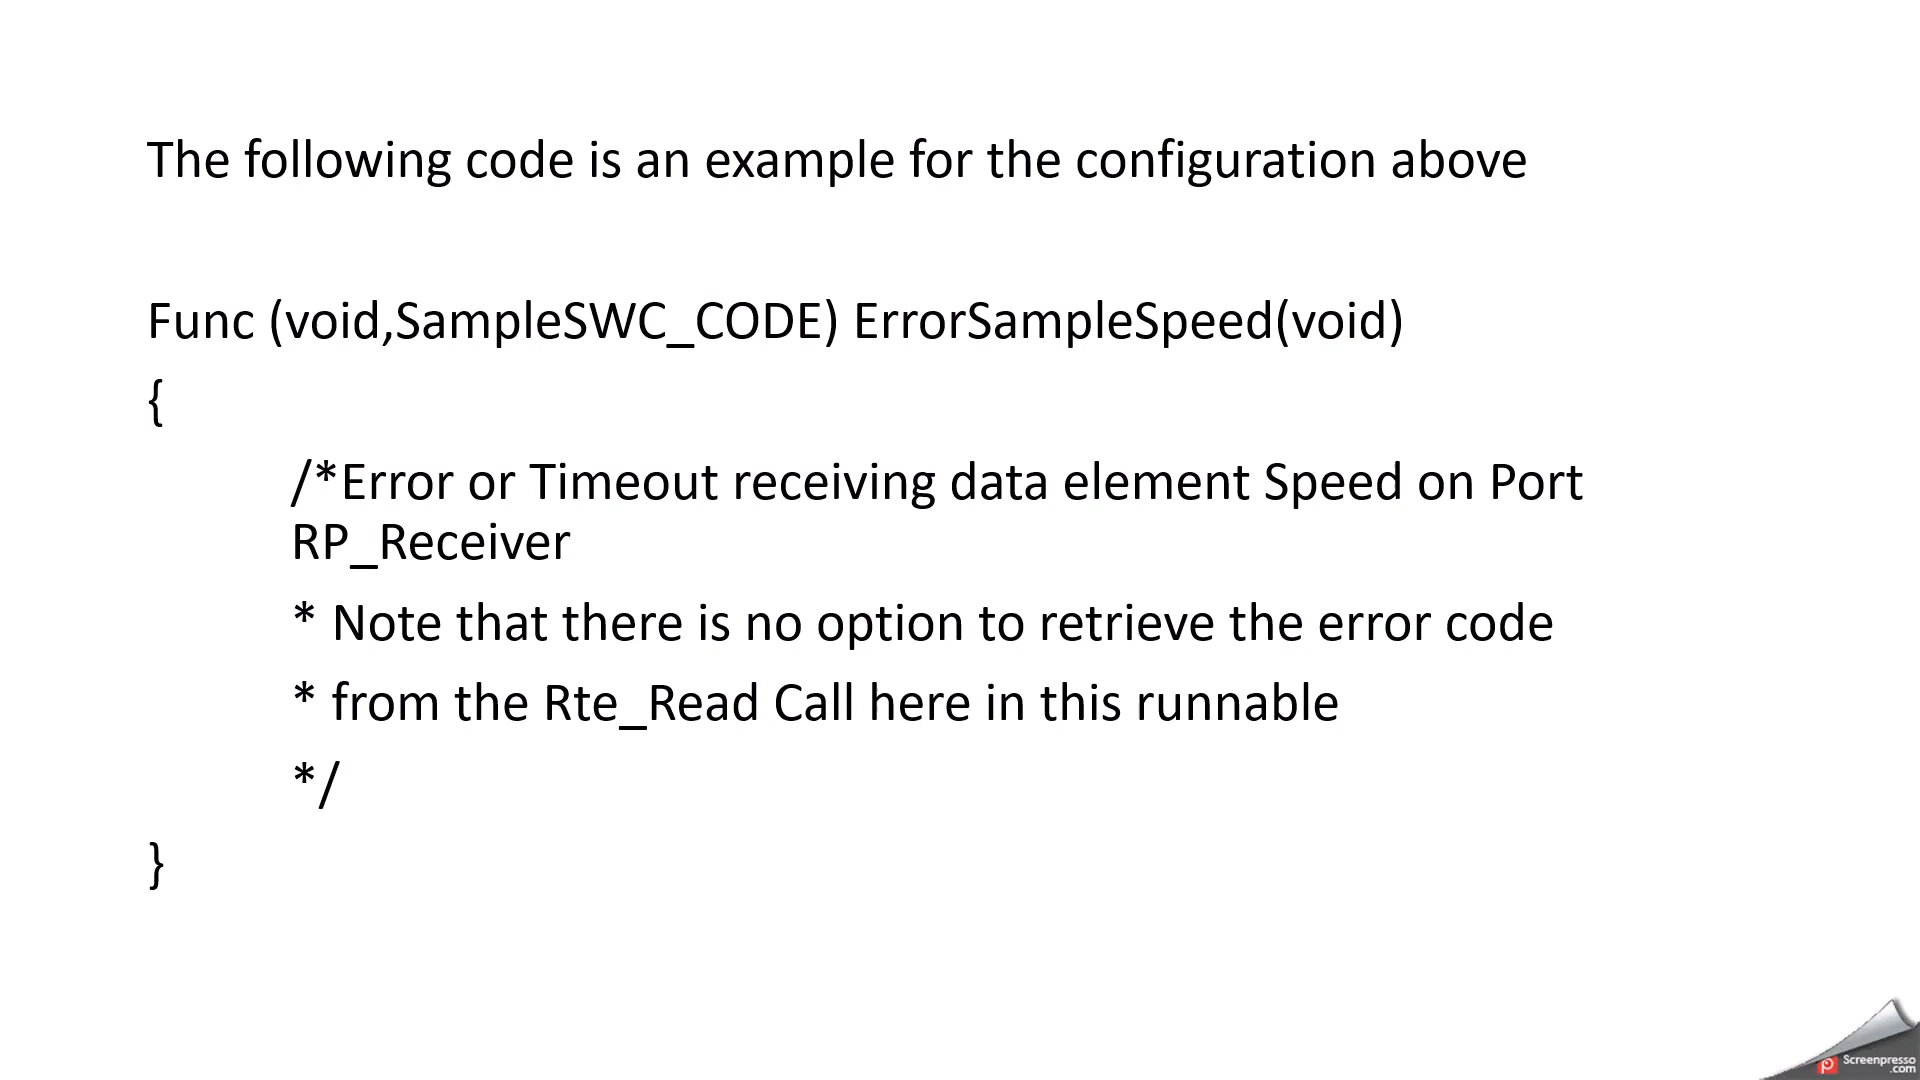 The following code is an example for the configuration above
Func (void,SampleSWC_CODE) ErrorSampleSpeed(void)
{
/*Error or Timeout receiving data element Speed on Port
RP_Receiver
* Note that there is no option to retrieve the error code
* from the Rte_Read Call here in this runnable
*/
}
Screenpresso
.com